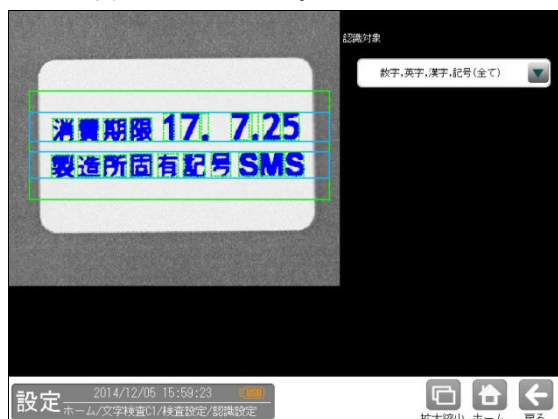 認識対象
数字,英字,漢字,記号(全て)
消費期限 17. 7.25
製造所固有記号SMS
設定
2014/12/05 15:59:23
ホーム/文字検査C1/検査設定/認識設定
拡大縮小 ホーム 戻る